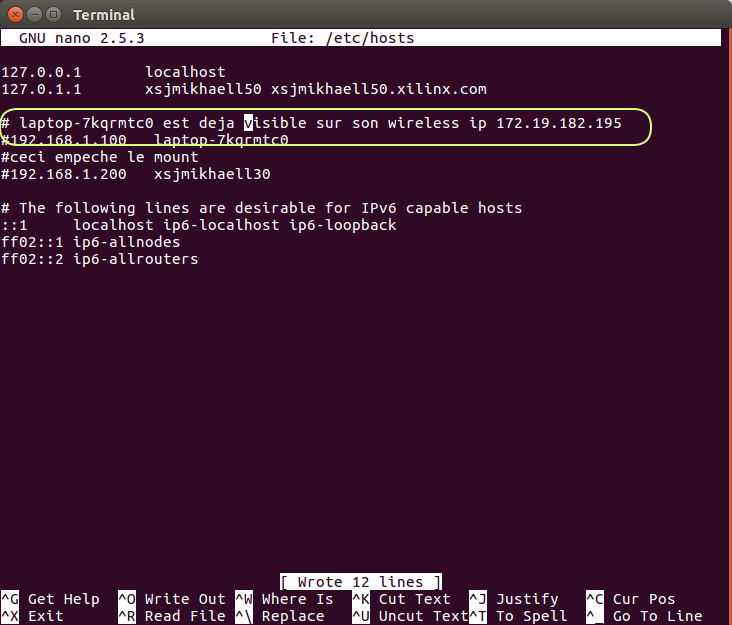 Terminal
GNU nano 2.5.3 File: /etc/hosts
127.0.0.1 localhost
127.0.1.1 xsjmikhaell50 xsjmikhaell50.xilinx.com
# laptop-7kqrmtc0 est deja visible sur son wireless ip 172.19.182.195
#192.168.1.100 laptop-7kqrmtc0
#ceci empeche le mount
#192.168.1.200 xsjmikhaell30
# The following lines are desirable for IPv6 capable hosts
::1 localhost ip6-localhost ip6-loopback
ff02::1 ip6-allnodes
ff02::2 ip6-allrouters
[ Wrote 12 lines ]
^G Get Help ^O Write Out ^W Where Is ^K Cut Text ^J Justify ^C Cur Pos
^X Exit ^R Read File ^\ Replace ^U Uncut Text ^T To Spell ^_ Go To Line